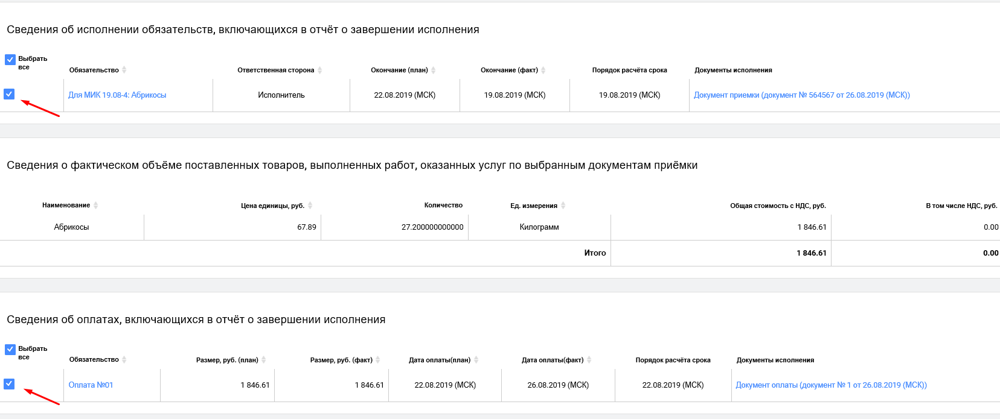 Сведения об исполнении обязательств, включающихся в отчёт о завершении исполнения
Выбрать
все
Обязательство Ответственная сторона Окончание (план) Окончание (факт) Порядок расчёта срока Документы исполнения
Для МИК 19.08-4: Абрикосы Исполнитель 22.08.2019 (МСК) 19.08.2019 (МСК) 19.08.2019 (МСК) Документ приемки (документ № 564567 от 26.08.2019 (МСК))
Сведения о фактическом объёме поставленных товаров, выполненных работ, оказанных услуг по выбранным документам приёмки
Наименование Цена единицы, руб. Количество Ед. измерения Общая стоимость с НДС, руб. В том числе НДС, руб.
Абрикосы 67.89 27.200000000000 Килограмм 1 846.61 0.00
Итого 1 846.61 0.00
Сведения об оплатах, включающихся в отчёт о завершении исполнения
Выбрать
все
Обязательство Размер, руб. (план) Размер, руб. (факт) Дата оплаты(план) Дата оплаты(факт) Порядок расчёта срока Документы исполнения
Оплата №01 1 846.61 1 846.61 22.08.2019 (МСК) 26.08.2019 (МСК) 22.08.2019 (МСК) Документ оплаты (документ № 1 от 26.08.2019 (МСК))